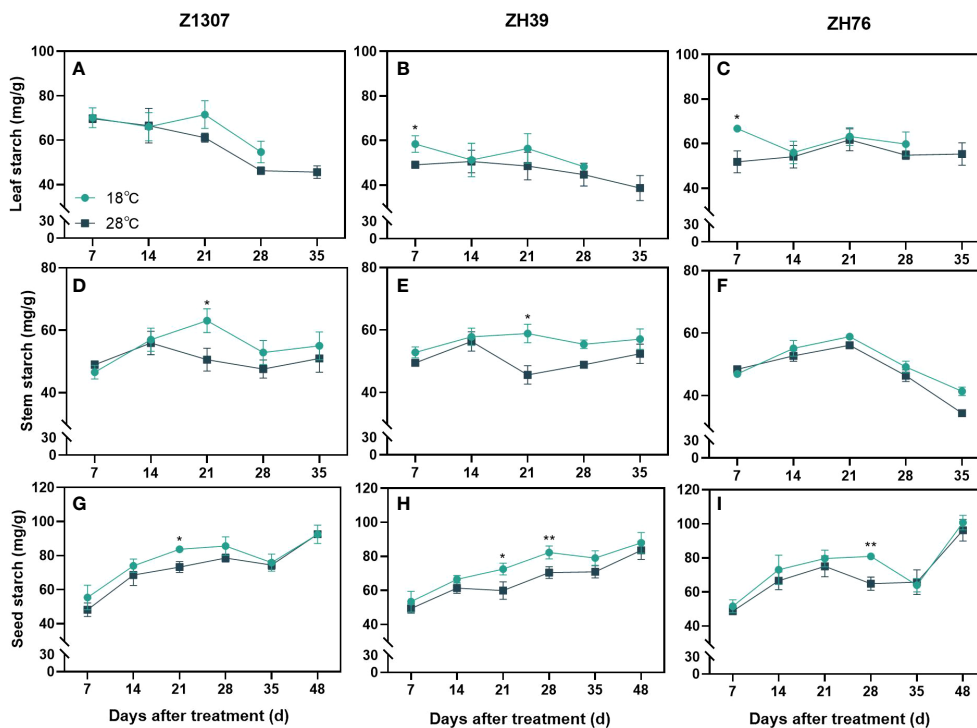 Z1307 ZH39 ZH76
A B C
Leaf starch (mg/g)
100 80 60 40 30 0
18°C
28°C
7 14 21 28 35
100 80 60 40 30 0
*
7 14 21 28 35
100 80 60 40 30 0
*
7 14 21 28 35
D E F
Stem starch (mg/g)
80 60 40 30 0
*
7 14 21 28 35
80 60 40 30 0
*
7 14 21 28 35
80 60 40 30 0
7 14 21 28 35
G H I
Seed starch (mg/g)
120 100 80 60 40 30 0
*
7 14 21 28 35 48
Days after treatment (d)
120 100 80 60 40 30 0
* **
7 14 21 28 35 48
Days after treatment (d)
120 100 80 60 40 30 0
**
7 14 21 28 35 48
Days after treatment (d)